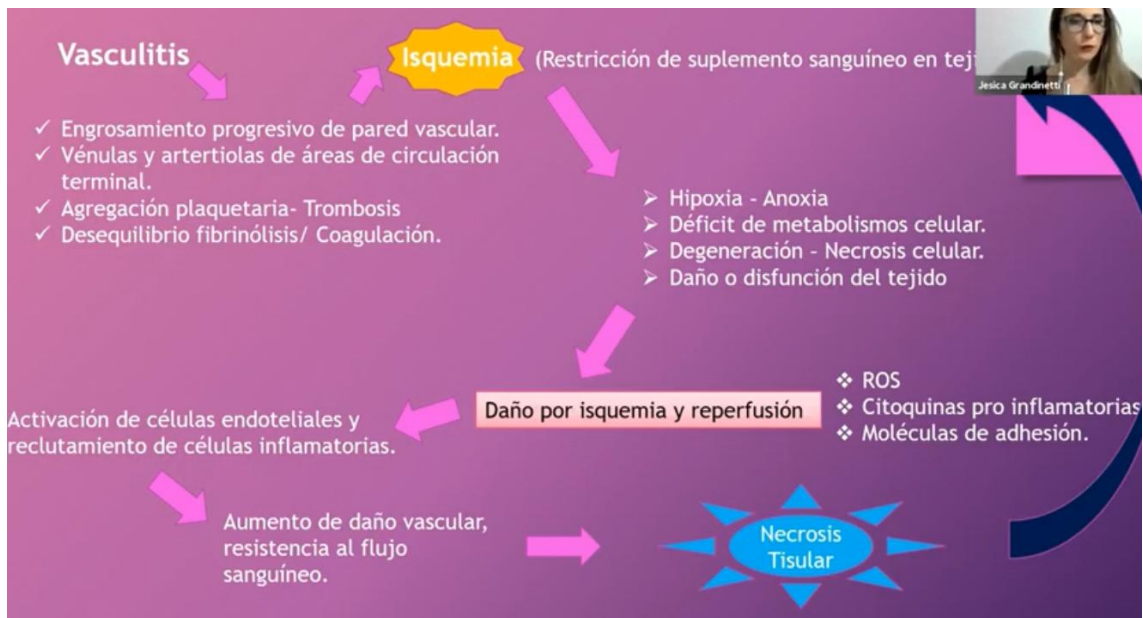 Vasculitis
Isquemia
(Restricción de suplemento sanguíneo en teji
Jesica Grandinetti
✓ Engrosamiento progresivo de pared vascular.
✓ Vénulas y artertiolas de áreas de circulación
terminal.
✓ Agregación plaquetaria- Trombosis
✓ Desequilibrio fibrinólisis/ Coagulación.
➢ Hipoxia – Anoxia
➢ Déficit de metabolismos celular.
➢ Degeneración – Necrosis celular.
➢ Daño o disfunción del tejido
Daño por isquemia y reperfusión
❖ ROS
❖ Citoquinas pro inflamatorias
❖ Moléculas de adhesión.
Activación de células endoteliales y
reclutamiento de células inflamatorias.
Aumento de daño vascular,
resistencia al flujo
sanguíneo.
Necrosis
Tisular